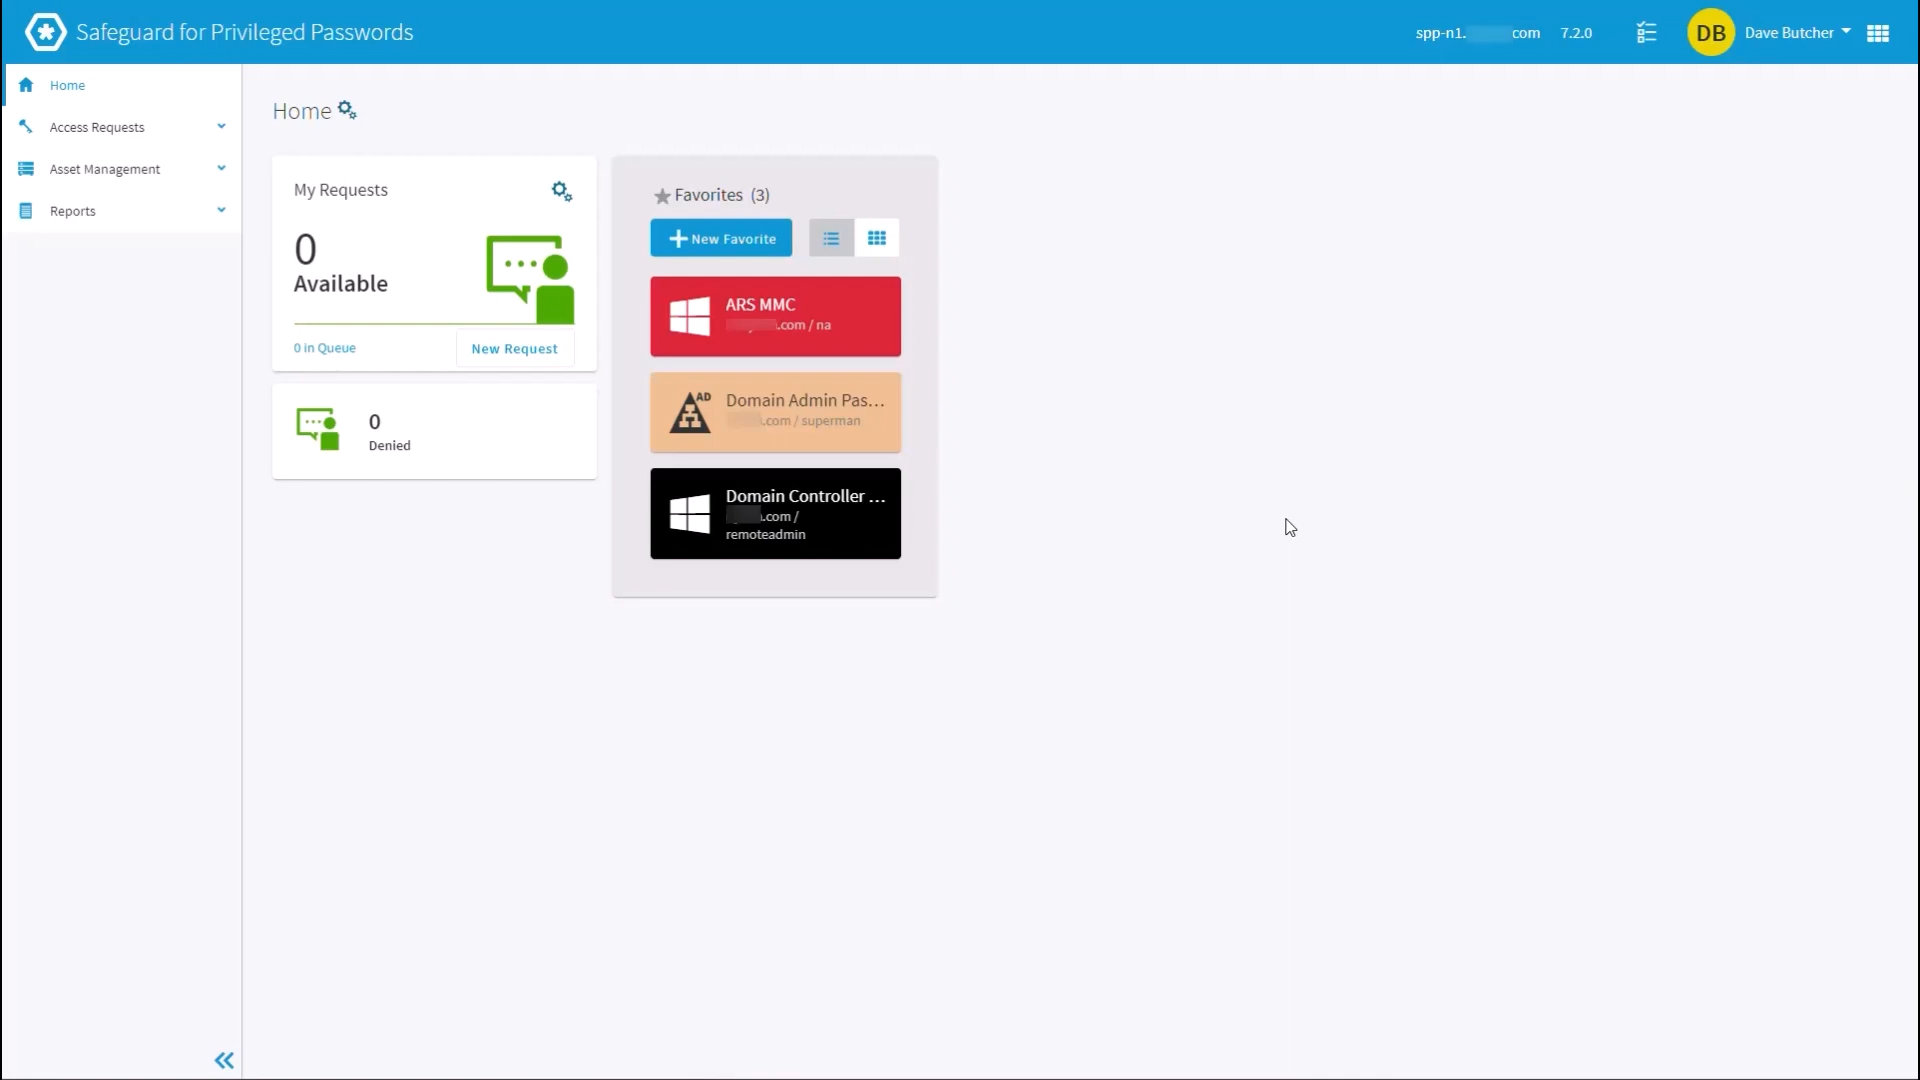 Safeguard for Privileged Passwords
spp-n1. com 7.2.0
DB Dave Butcher
Home
Access Requests
Asset Management
Reports
Home
My Requests
0
Available
0 in Queue
New Request
0
Denied
Favorites (3)
New Favorite
ARS MMC
.com / na
AD
Domain Admin Pas...
.com / superman
Domain Controller ...
.com /
remoteadmin